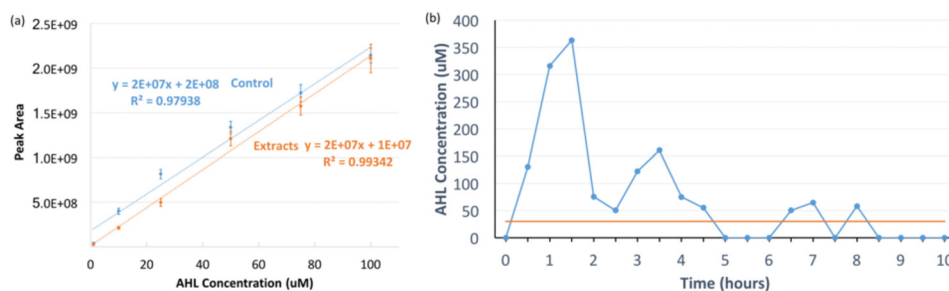 (a)
2.5E+09
2.0E+09
1.5E+09
1.0E+09
5.0E+08
Peak Area
y = 2E+07x + 2E+08 Control
R² = 0.97938
Extracts y = 2E+07x + 1E+07
R² = 0.99342
0 20 40 60 80 100
AHL Concentration (uM)
(b)
400
350
300
250
200
150
100
50
0
AHL Concentration (uM)
0 1 2 3 4 5 6 7 8 9 10
Time (hours)